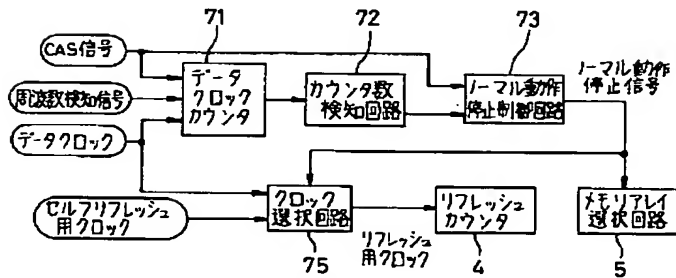 71
72
73
CAS信号
周波数検知信号
データクロック
セルフリフレッシュ
用クロック
データ
クロック
カウンタ
カウンタ数
検知回路
ノーマル動作
停止制御回路
ノーマル動作
停止信号
クロック
選択回路
75
リフレッシュ
用クロック
リフレッシュ
カウンタ
4
メモリアレイ
選択回路
5